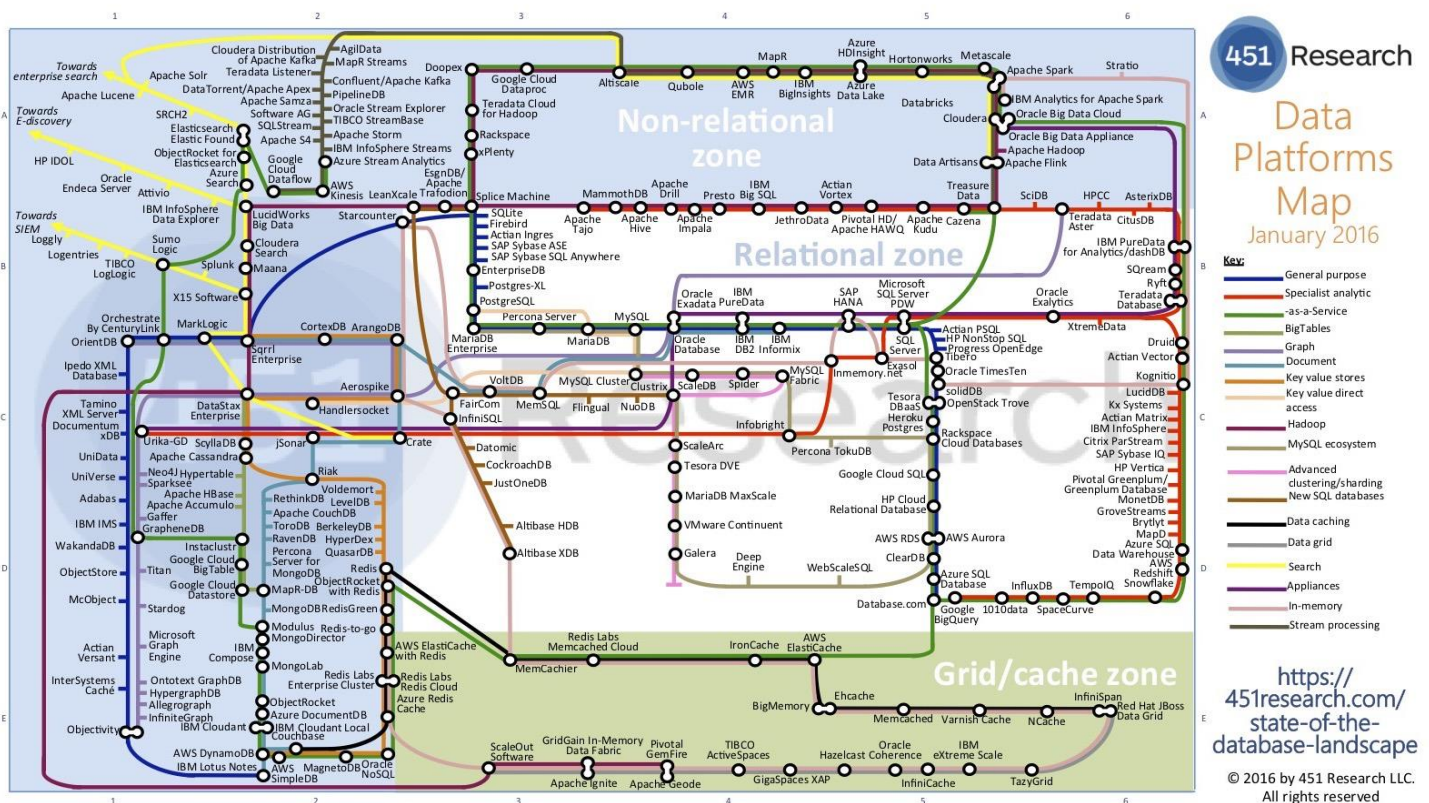 1 2 3 4 5 6
Towards
enterprise search
Apache Solr
Apache Lucene
SRCH2
Towards
E-discovery
HP IDOL
Oracle
Endeca Server
Attivio
IBM InfoSphere
Data Explorer
Towards
SIEM
Loggly
Logentries
TIBCO
LogLogic
Sumo
Logic
Splunk
X15 Software
Cloudera Distribution
of Apache Kafka
Teradata Listener
DataTorrent/Apache Apex
Apache Samza
Software AG
SQLStream
Apache S4
AgilData
MapR Streams
Confluent/Apache Kafka
PipelineDB
Oracle Stream Explorer
TIBCO StreamBase
Apache Storm
IBM InfoSphere Streams
Azure Stream Analytics
Elasticsearch
Elastic Found
ObjectRocket for
Elasticsearch
Azure
Search
Google
Cloud
Dataflow
AWS
Kinesis
LucidWorks
Big Data
Cloudera
Search
Maana
LeanXcale
Starcounter
EsgnDB/
Apache
Trafodion
Splice Machine
Doopex
Google Cloud
Dataproc
Teradata Cloud
for Hadoop
Rackspace
xPlenty
Altiscale
Qubole
AWS
EMR
MapR
IBM
BigInsights
Azure
HDInsight
Azure
Data Lake
Hortonworks
Metascale
Apache Spark
Stratio
Databricks
Cloudera
IBM Analytics for Apache Spark
Oracle Big Data Cloud
Oracle Big Data Appliance
Apache Hadoop
Data Artisans
Apache Flink
Non-relational
zone
Apache
Tajo
MammothDB
Apache
Hive
Apache
Drill
Apache
Impala
Presto
IBM
Big SQL
JethroData
Actian
Vortex
Pivotal HD/
Apache HAWQ
Apache
Kudu
Treasure
Data
Cazena
SciDB
Teradata
Aster
HPCC
CitusDB
AsterixDB
Relational zone
SQLite
Firebird
Actian Ingres
SAP Sybase ASE
SAP Sybase SQL Anywhere
EnterpriseDB
Postgres-XL
PostgreSQL
Percona Server
MariaDB
Enterprise
MariaDB
MySQL
Oracle
Exadata
IBM
PureData
Oracle
Database
IBM
DB2
IBM
Informix
SAP
HANA
Microsoft
SQL Server
PDW
SQL
Server
Oracle
Exalytics
XtremeData
IBM PureData
for Analytics/dashDB
SQream
Ryft
Teradata
Database
Druid
Actian Vector
Kognitio
Orchestrate
By CenturyLink
OrientDB
MarkLogic
Sqrrl
Enterprise
CortexDB
ArangoDB
Ipedo XML
Database
Tamino
XML Server
Documentum
xDB
UniData
UniVerse
Adabas
IBM IMS
WakandaDB
ObjectStore
McObject
Actian
Versant
InterSystems
Caché
Objectivity
Aerospike
DataStax
Enterprise
Handlersocket
Urika-GD
ScyllaDB
Apache Cassandra
jSonar
Crate
Neo4J
Sparksee
Hypertable
Apache HBase
Apache Accumulo
Gaffer
GrapheneDB
Titan
Stardog
Microsoft
Graph
Engine
Ontotext GraphDB
HypergraphDB
Allegrograph
InfiniteGraph
Instaclustr
Google Cloud
BigTable
Google Cloud
Datastore
Riak
RethinkDB
Apache CouchDB
ToroDB
RavenDB
Percona
Server for
MongoDB
MapR-DB
MongoDB
Voldemort
LevelDB
BerkeleyDB
HyperDex
QuasarDB
Redis
ObjectRocket
with Redis
RedisGreen
Redis-to-go
AWS ElastiCache
with Redis
Redis Labs
Enterprise Cluster
Redis Labs
Redis Cloud
Azure Redis
Cache
Modulus
MongoDirector
IBM
Compose
MongoLab
ObjectRocket
Azure DocumentDB
IBM Cloudant
IBM Cloudant Local
Couchbase
AWS DynamoDB
IBM Lotus Notes
AWS
SimpleDB
MagnetoDB
Oracle
NoSQL
VoltDB
FairCom
InfiniSQL
MemSQL
MySQL Cluster
Flingual
NuoDB
Clustrix
ScaleDB
Spider
MySQL
Fabric
Inmemory.net
Exasol
Infobright
Percona TokuDB
Datomic
CockroachDB
JustOneDB
Altibase HDB
Altibase XDB
ScaleArc
Tesora DVE
MariaDB MaxScale
VMware Continuent
Galera
Deep
Engine
WebScaleSQL
Actian PSQL
HP NonStop SQL
Progress OpenEdge
Tibero
Oracle TimesTen
solidDB
Tesora
DBaaS
OpenStack Trove
Heroku
Postgres
Rackspace
Cloud Databases
Google Cloud SQL
HP Cloud
Relational Database
AWS RDS
AWS Aurora
ClearDB
Azure SQL
Database
Database.com
Google
BigQuery
1010data
InfluxDB
SpaceCurve
TempoIQ
LucidDB
Kx Systems
Actian Matrix
IBM InfoSphere
Citrix ParStream
SAP Sybase IQ
HP Vertica
Pivotal Greenplum/
Greenplum Database
MonetDB
GroveStreams
Brytlyt
MapD
Azure SQL
Data Warehouse
AWS
Redshift
Snowflake
MemCachier
Redis Labs
Memcached Cloud
IronCache
AWS
ElastiCache
Grid/cache zone
BigMemory
Ehcache
Memcached
Varnish Cache
NCache
InfiniSpan
Red Hat JBoss
Data Grid
ScaleOut
Software
GridGain In-Memory
Data Fabric
Apache Ignite
Pivotal
GemFire
Apache Geode
TIBCO
ActiveSpaces
GigaSpaces XAP
Hazelcast
Oracle
Coherence
InfiniCache
IBM
eXtreme Scale
TazyGrid
451 Research
A A
B B
C C
D D
E E
1 2 3 4 5 6
451 Research
Data
Platforms
Map
January 2016
Key:
General purpose
Specialist analytic
-as-a-Service
BigTables
Graph
Document
Key value stores
Key value direct
access
Hadoop
MySQL ecosystem
Advanced
clustering/sharding
New SQL databases
Data caching
Data grid
Search
Appliances
In-memory
Stream processing
https://
451research.com/
state-of-the-
database-landscape
© 2016 by 451 Research LLC.
All rights reserved